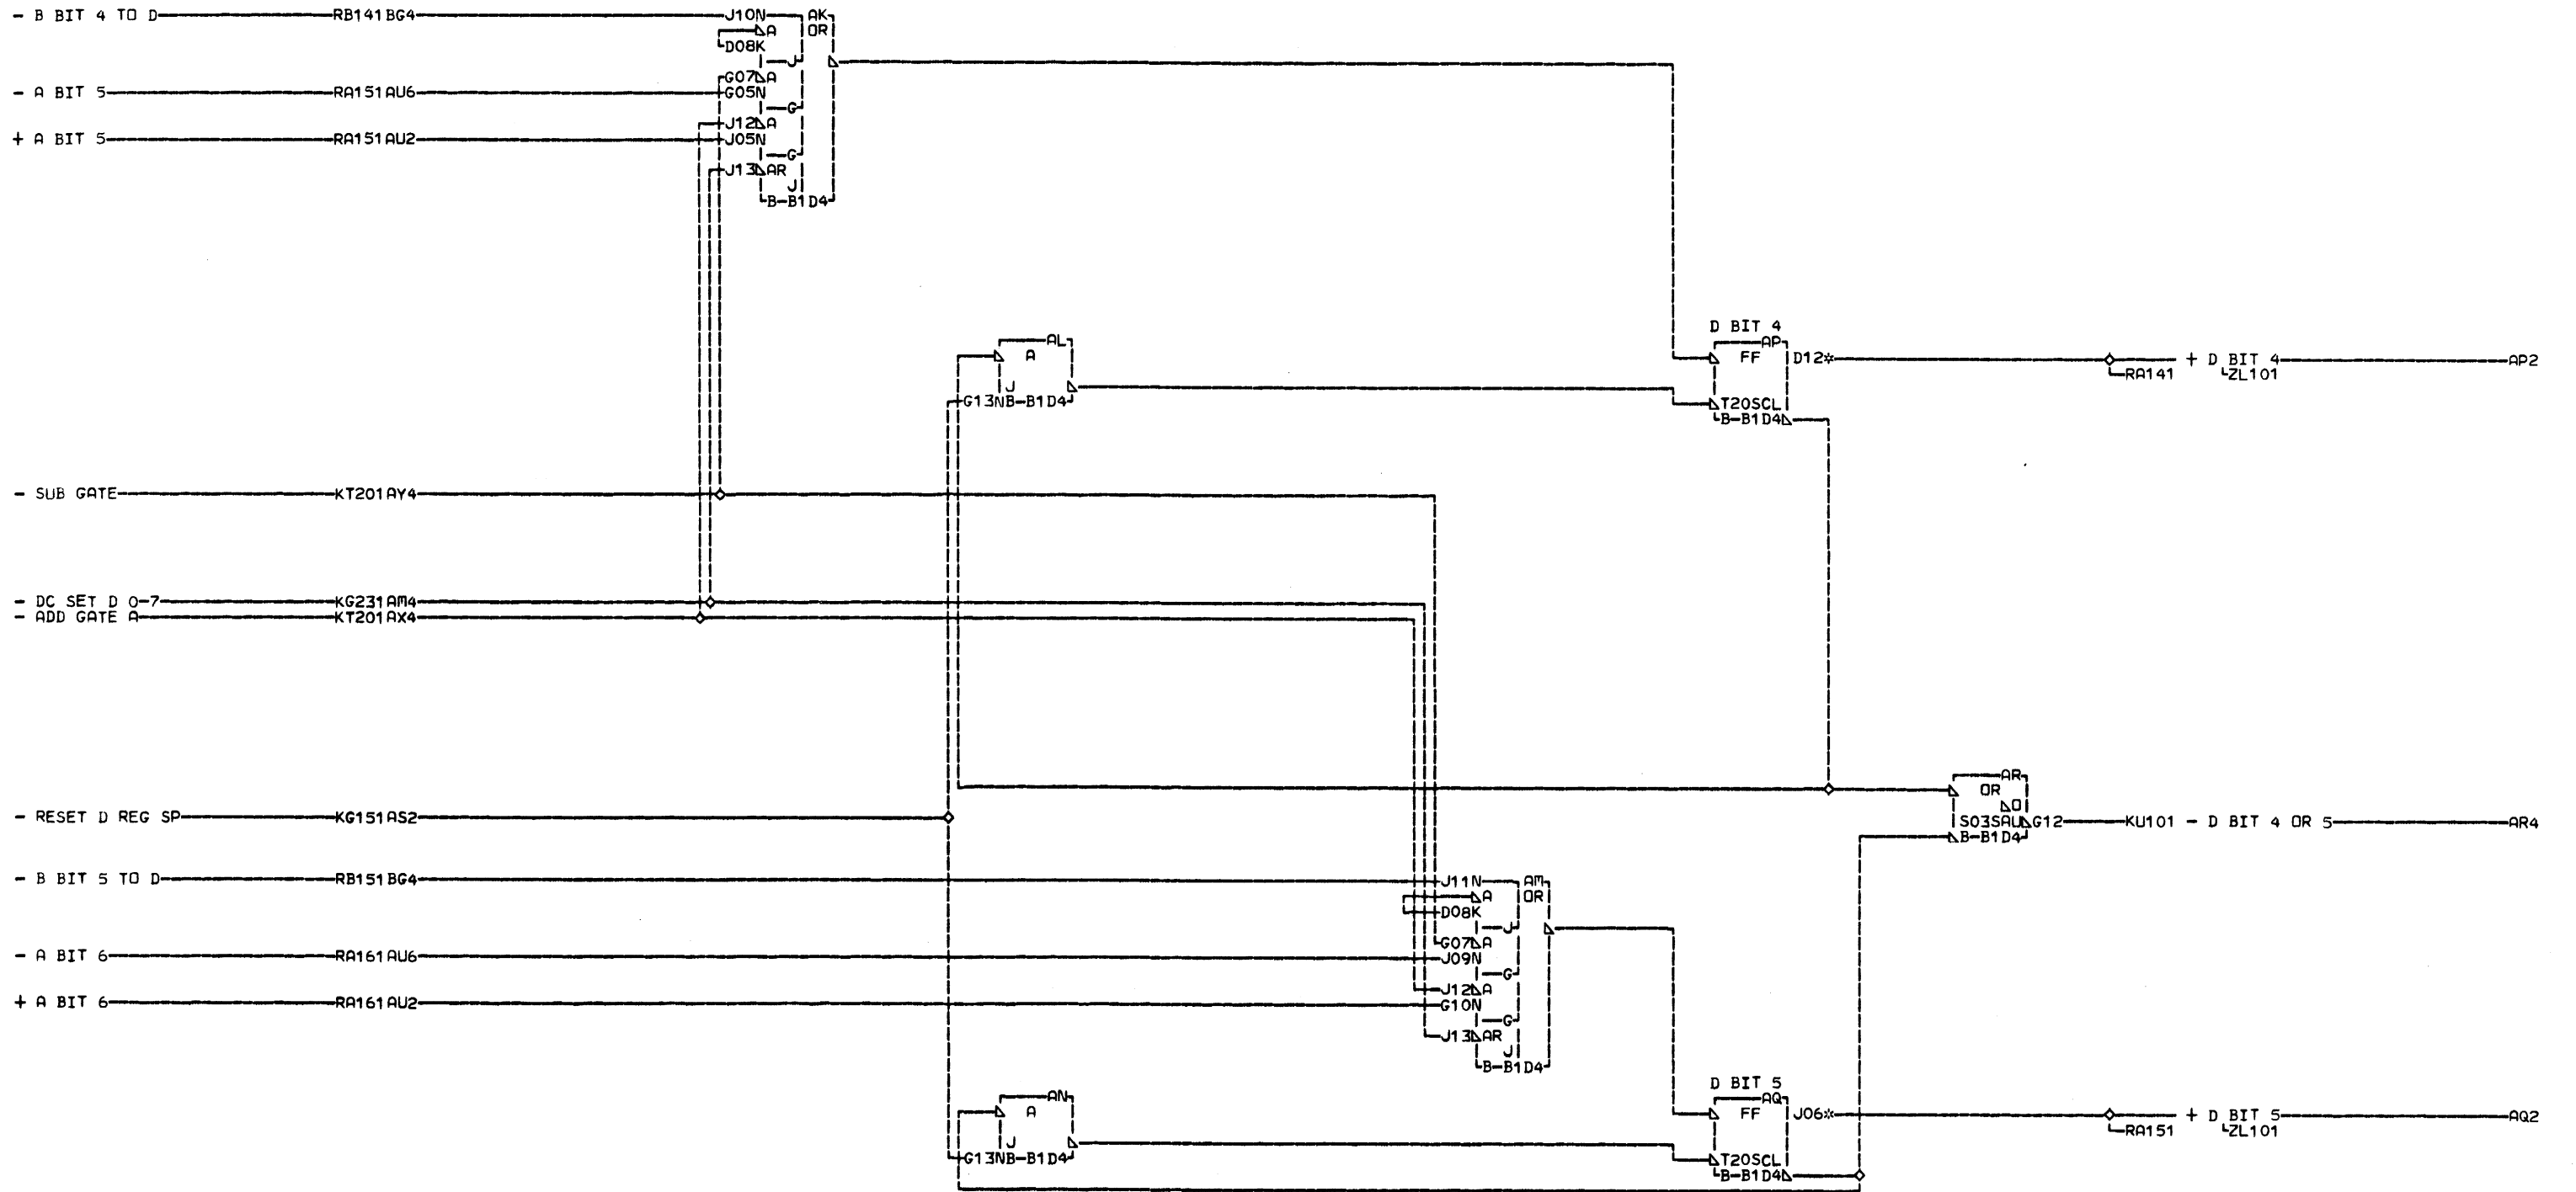 - B BIT 4 TO D RB141BG4 J10N AK
A OR
D08K
J
G07 A
- A BIT 5 RA151AU6 G05N
G
J12 A
+ A BIT 5 RA151AU2 J05N
G
J13 AR
J
B-B1D4
D BIT 4
AL AP
A FF D12* + D BIT 4 AP2
RA141 ZL101
J
G13NB-B1D4 T20SCL
B-B1D4
- SUB GATE KT201AY4
- DC SET D 0-7 KG231AM4
- ADD GATE A KT201AX4
AR
OR
O
- RESET D REG SP KG151AS2 S03SAU G12 KU101 - D BIT 4 OR 5 AR4
B-B1D4
- B BIT 5 TO D RB151BG4 J11N AM
A OR
D08K
J
G07 A
- A BIT 6 RA161AU6 J09N
G
J12 A
+ A BIT 6 RA161AU2 G10N
G
J13 AR
J
B-B1D4
D BIT 5
AN AQ
A FF J06* + D BIT 5 AQ2
RA151 ZL101
J
G13NB-B1D4 T20SCL
B-B1D4